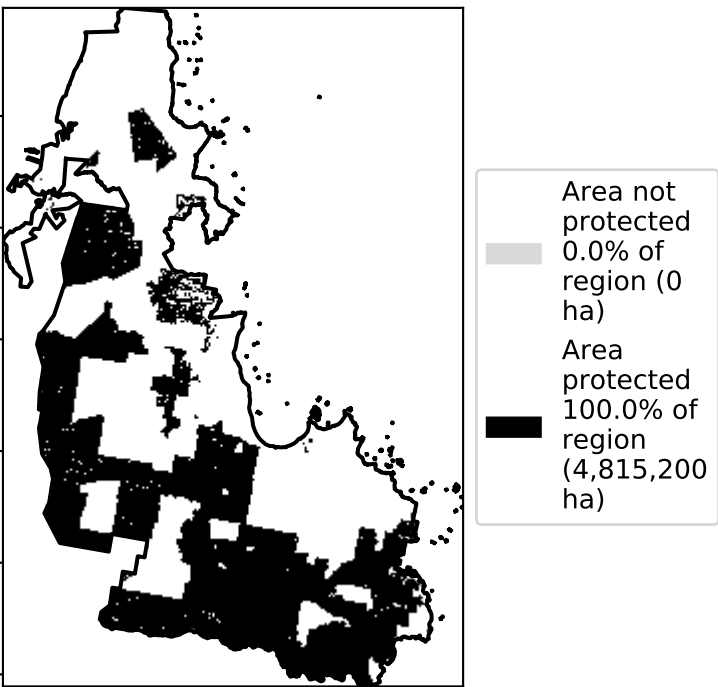 Area not
protected
0.0% of
region (0
ha)
Area
protected
100.0% of
region
(4,815,200
ha)